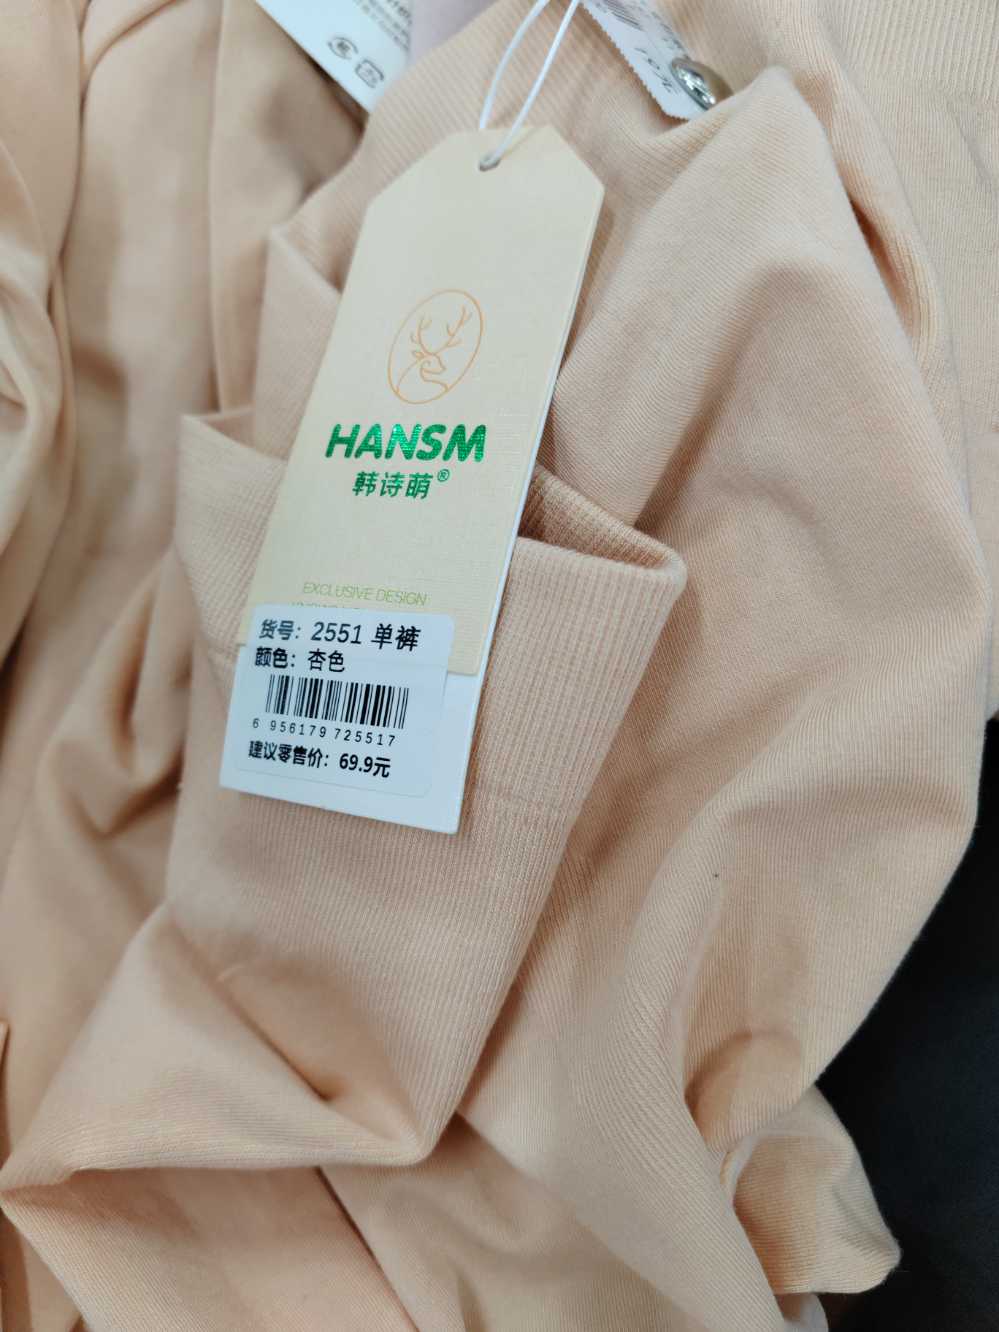 HANSM
韩诗萌®
EXCLUSIVE DESIGN
货号：2551 单裤
颜色：杏色
6 956179 725517
建议零售价：69.9元